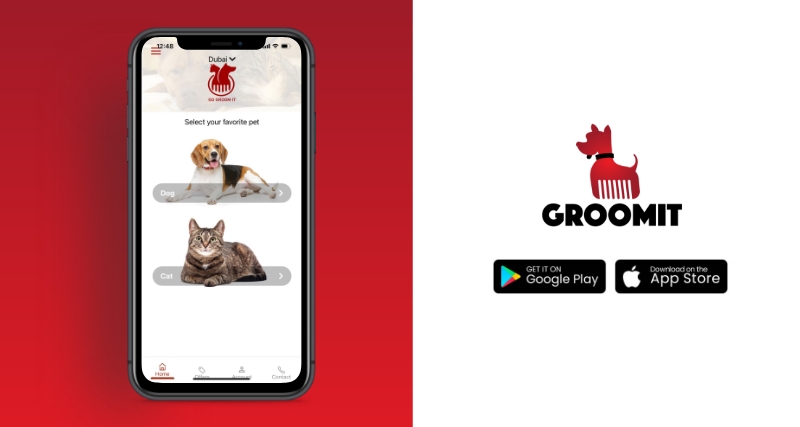 12:48
Dubai
GO GROOM IT
Select your favorite pet
Dog
Cat
Home
Offers
Account
Contact
GROOMIT
GET IT ON
Google Play
Download on the
App Store